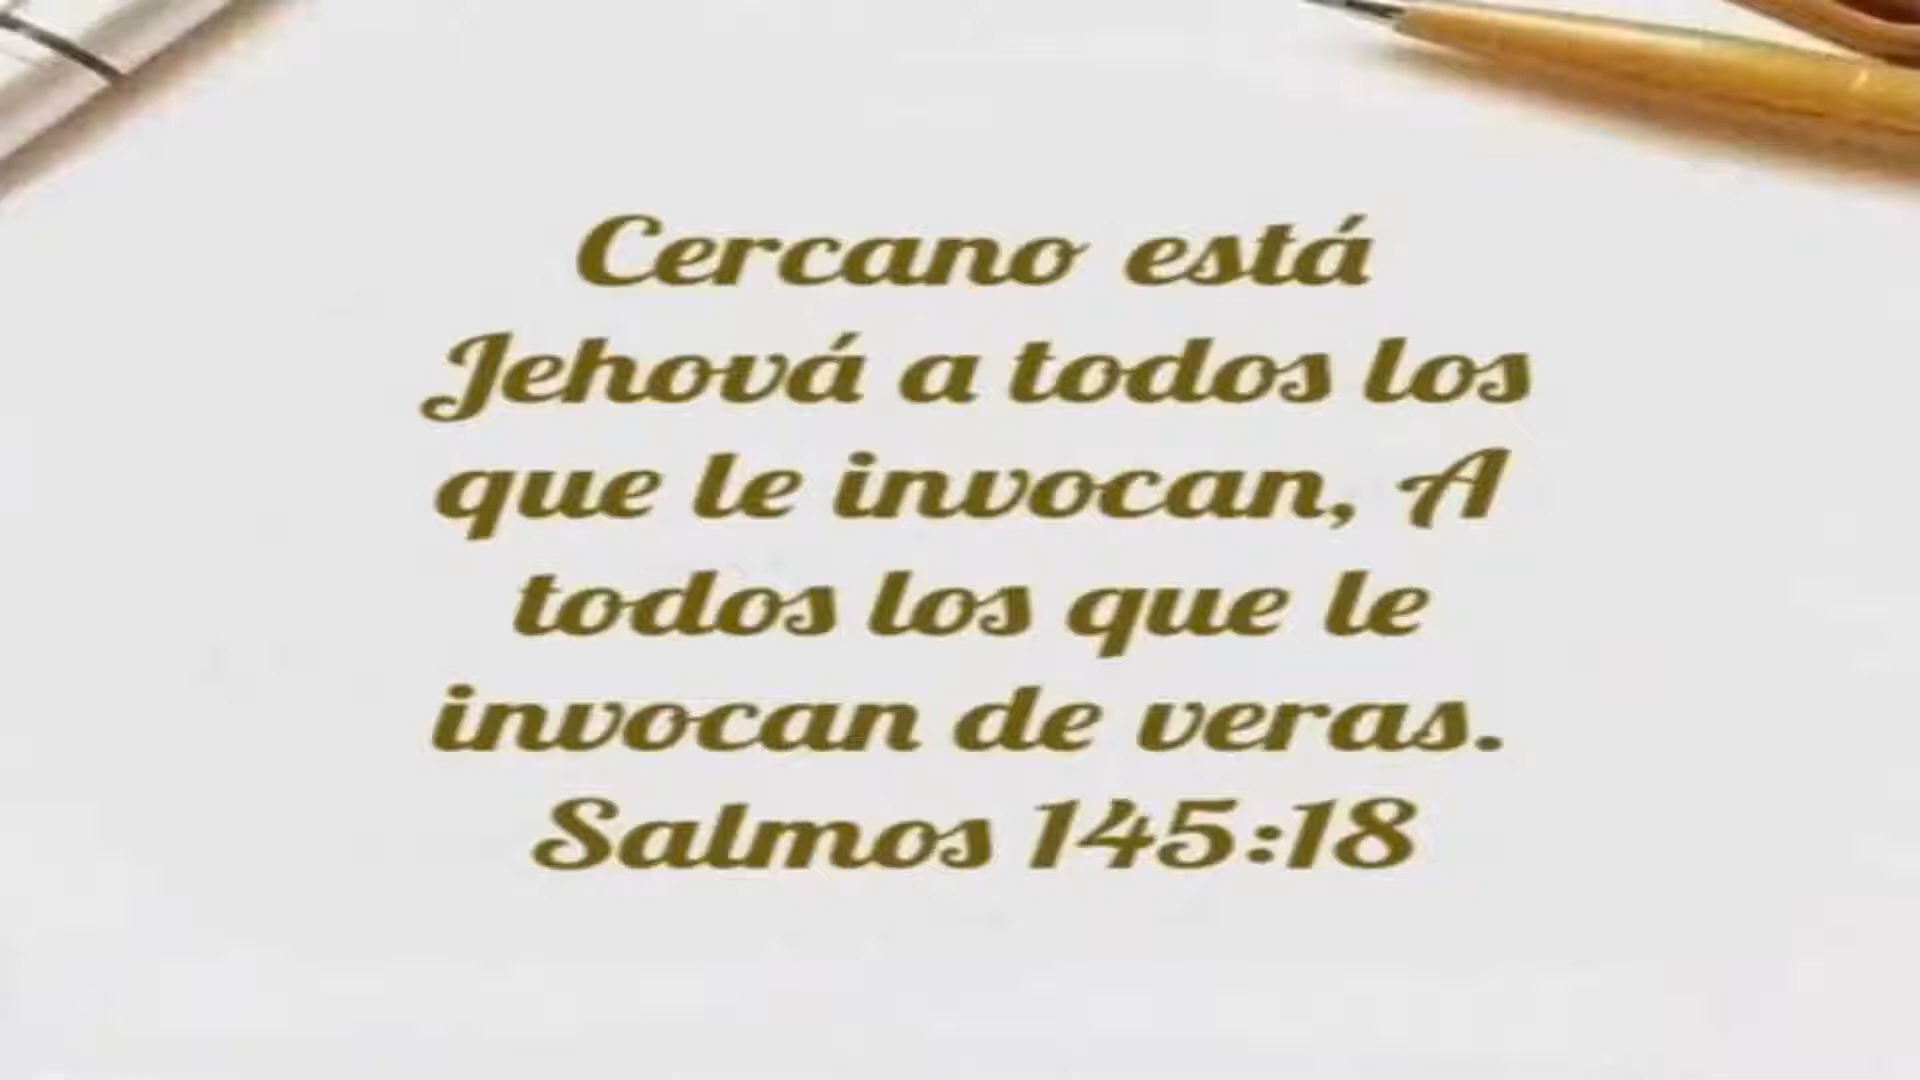 Cercano está
Jehová a todos los
que le invocan, A
todos los que le
invocan de veras.
Salmos 145:18